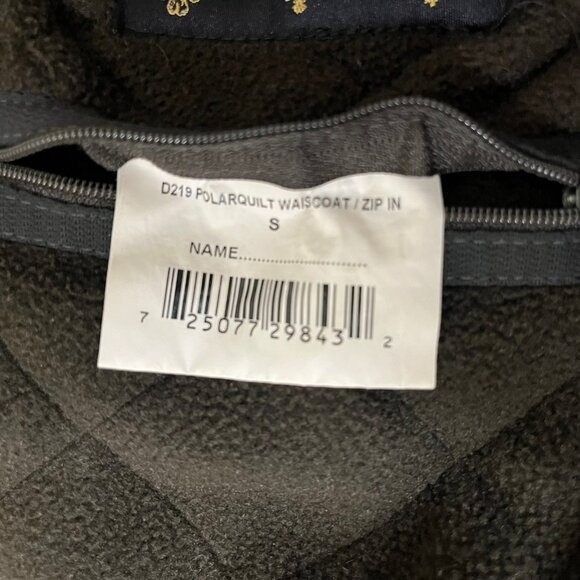 D219 POLARQUILT WAISCOAT / ZIP IN
S
NAME..............................
7 25077 29843 2